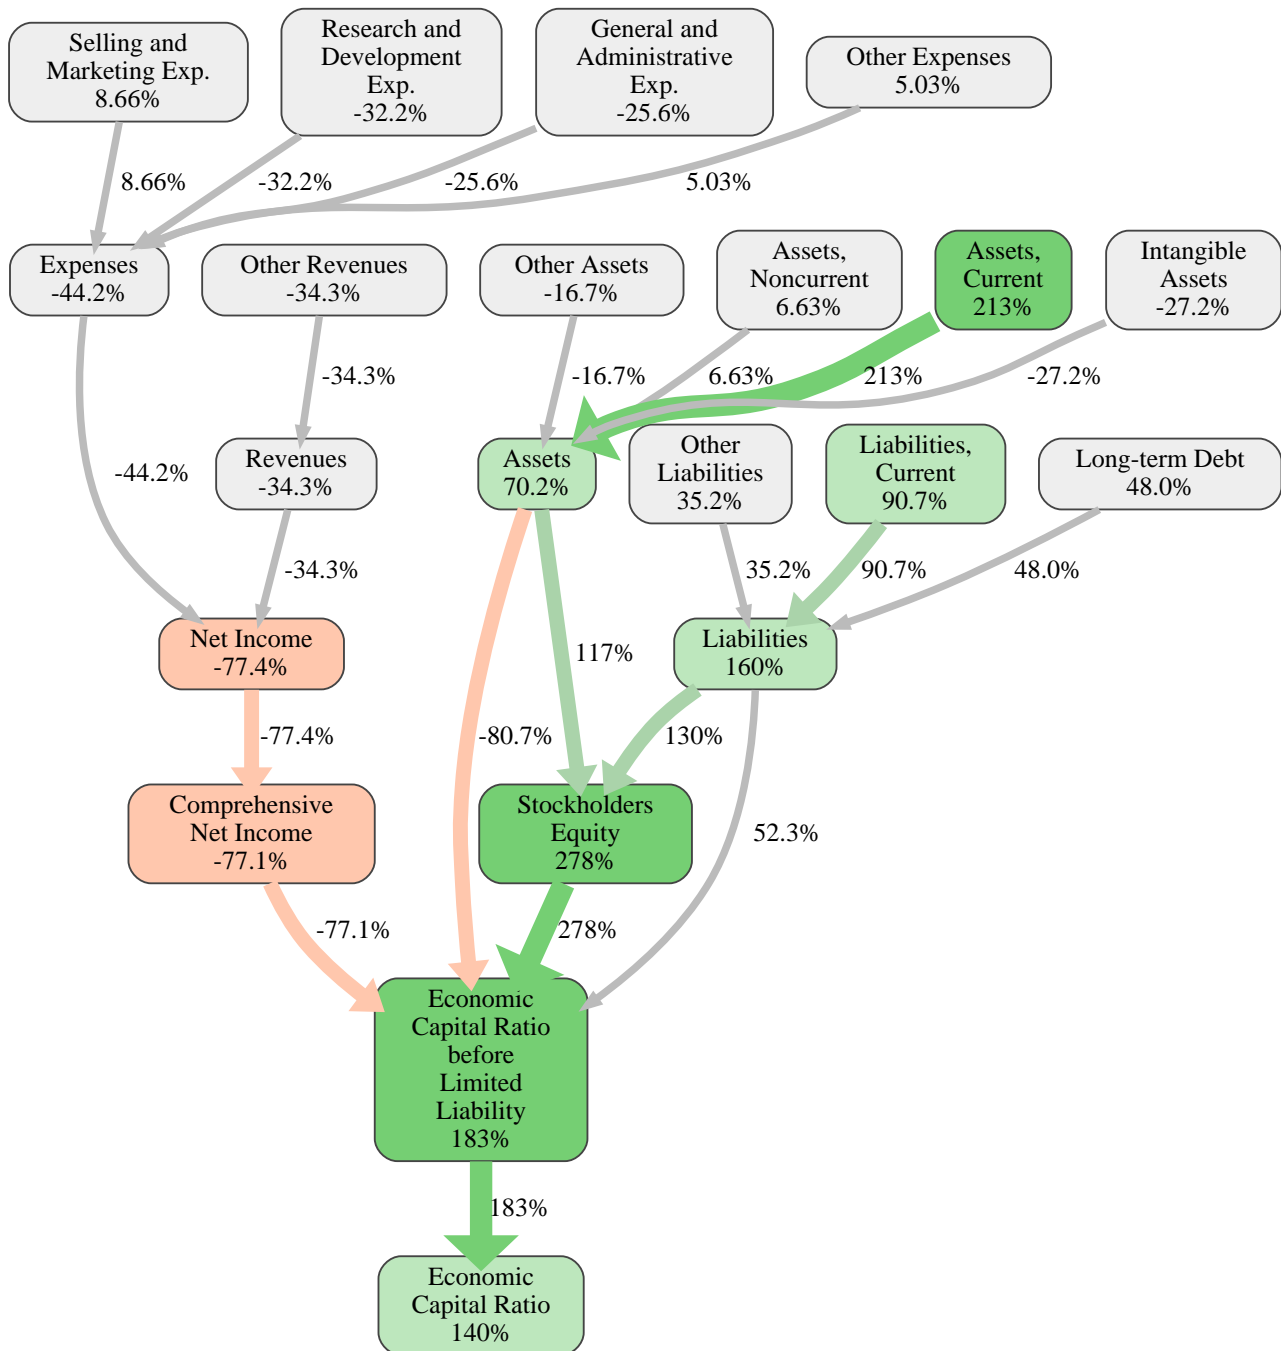 Selling and
Marketing Exp.
8.66%
Research and
Development
Exp.
-32.2%
General and
Administrative
Exp.
-25.6%
Other Expenses
5.03%
8.66%
-32.2%
-25.6%
5.03%
Expenses
-44.2%
Other Revenues
-34.3%
Other Assets
-16.7%
Assets,
Noncurrent
6.63%
Assets,
Current
213%
Intangible
Assets
-27.2%
-34.3%
-16.7%
6.63%
213%
-27.2%
-44.2%
Revenues
-34.3%
Assets
70.2%
Other
Liabilities
35.2%
Liabilities,
Current
90.7%
Long-term Debt
48.0%
-34.3%
35.2%
90.7%
48.0%
Net Income
-77.4%
117%
Liabilities
160%
-77.4%
-80.7%
130%
Comprehensive
Net Income
-77.1%
Stockholders
Equity
278%
52.3%
-77.1%
278%
Economic
Capital Ratio
before
Limited
Liability
183%
183%
Economic
Capital Ratio
140%